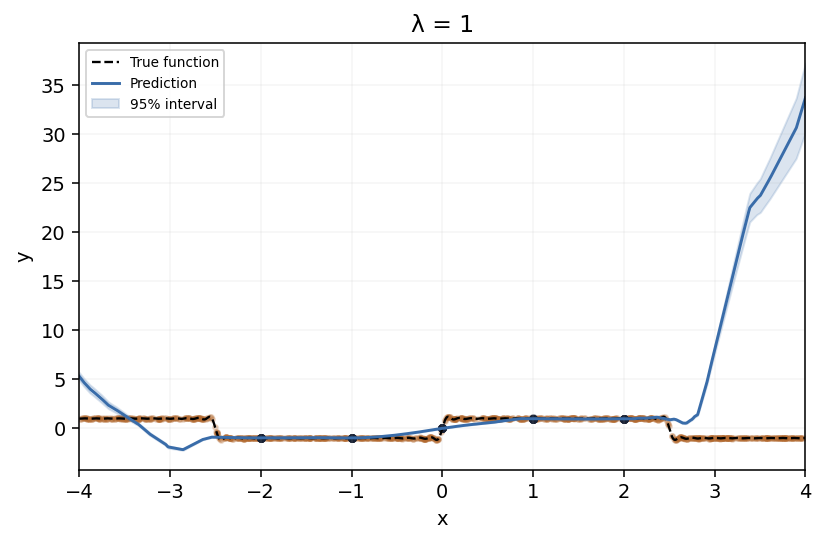 λ = 1
True function
Prediction
95% interval
y
35
30
25
20
15
10
5
0
−4 −3 −2 −1 0 1 2 3 4
x